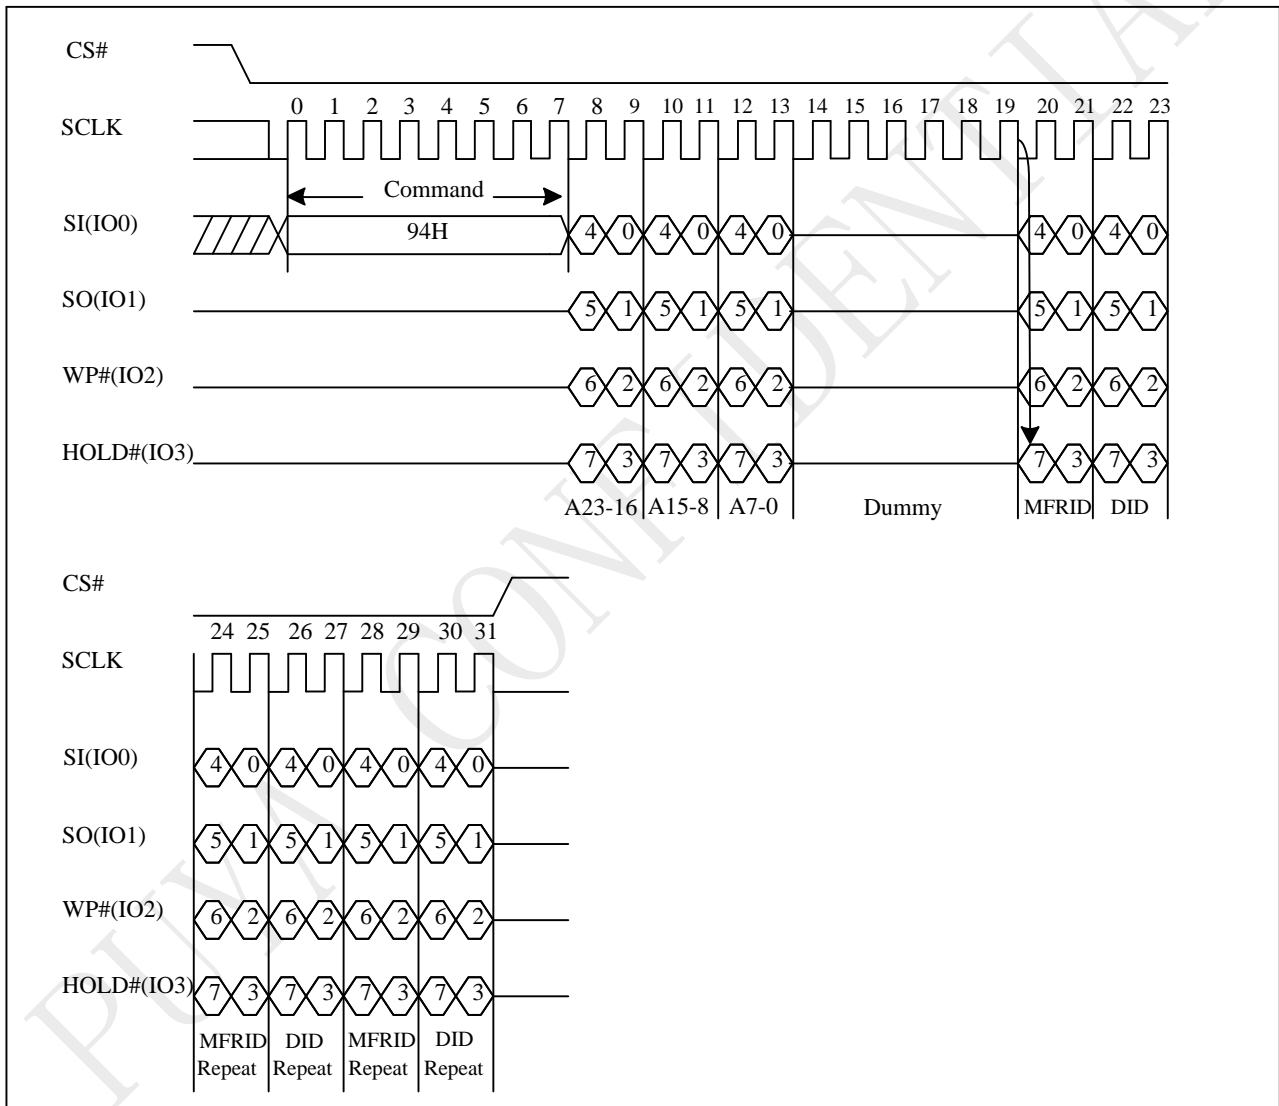 CS#
0 1 2 3 4 5 6 7 8 9 10 11 12 13 14 15 16 17 18 19 20 21 22 23
SCLK
Command
SI(IO0) 94H 4 0 4 0 4 0 4 0 4 0
SO(IO1) 5 1 5 1 5 1 5 1 5 1
WP#(IO2) 6 2 6 2 6 2 6 2 6 2
HOLD#(IO3) 7 3 7 3 7 3 7 3 7 3
A23-16 A15-8 A7-0 Dummy MFRID DID
CS#
24 25 26 27 28 29 30 31
SCLK
SI(IO0) 4 0 4 0 4 0 4 0
SO(IO1) 5 1 5 1 5 1 5 1
WP#(IO2) 6 2 6 2 6 2 6 2
HOLD#(IO3) 7 3 7 3 7 3 7 3
MFRID DID MFRID DID
Repeat Repeat Repeat Repeat
PUYA CONFIDENTIAL